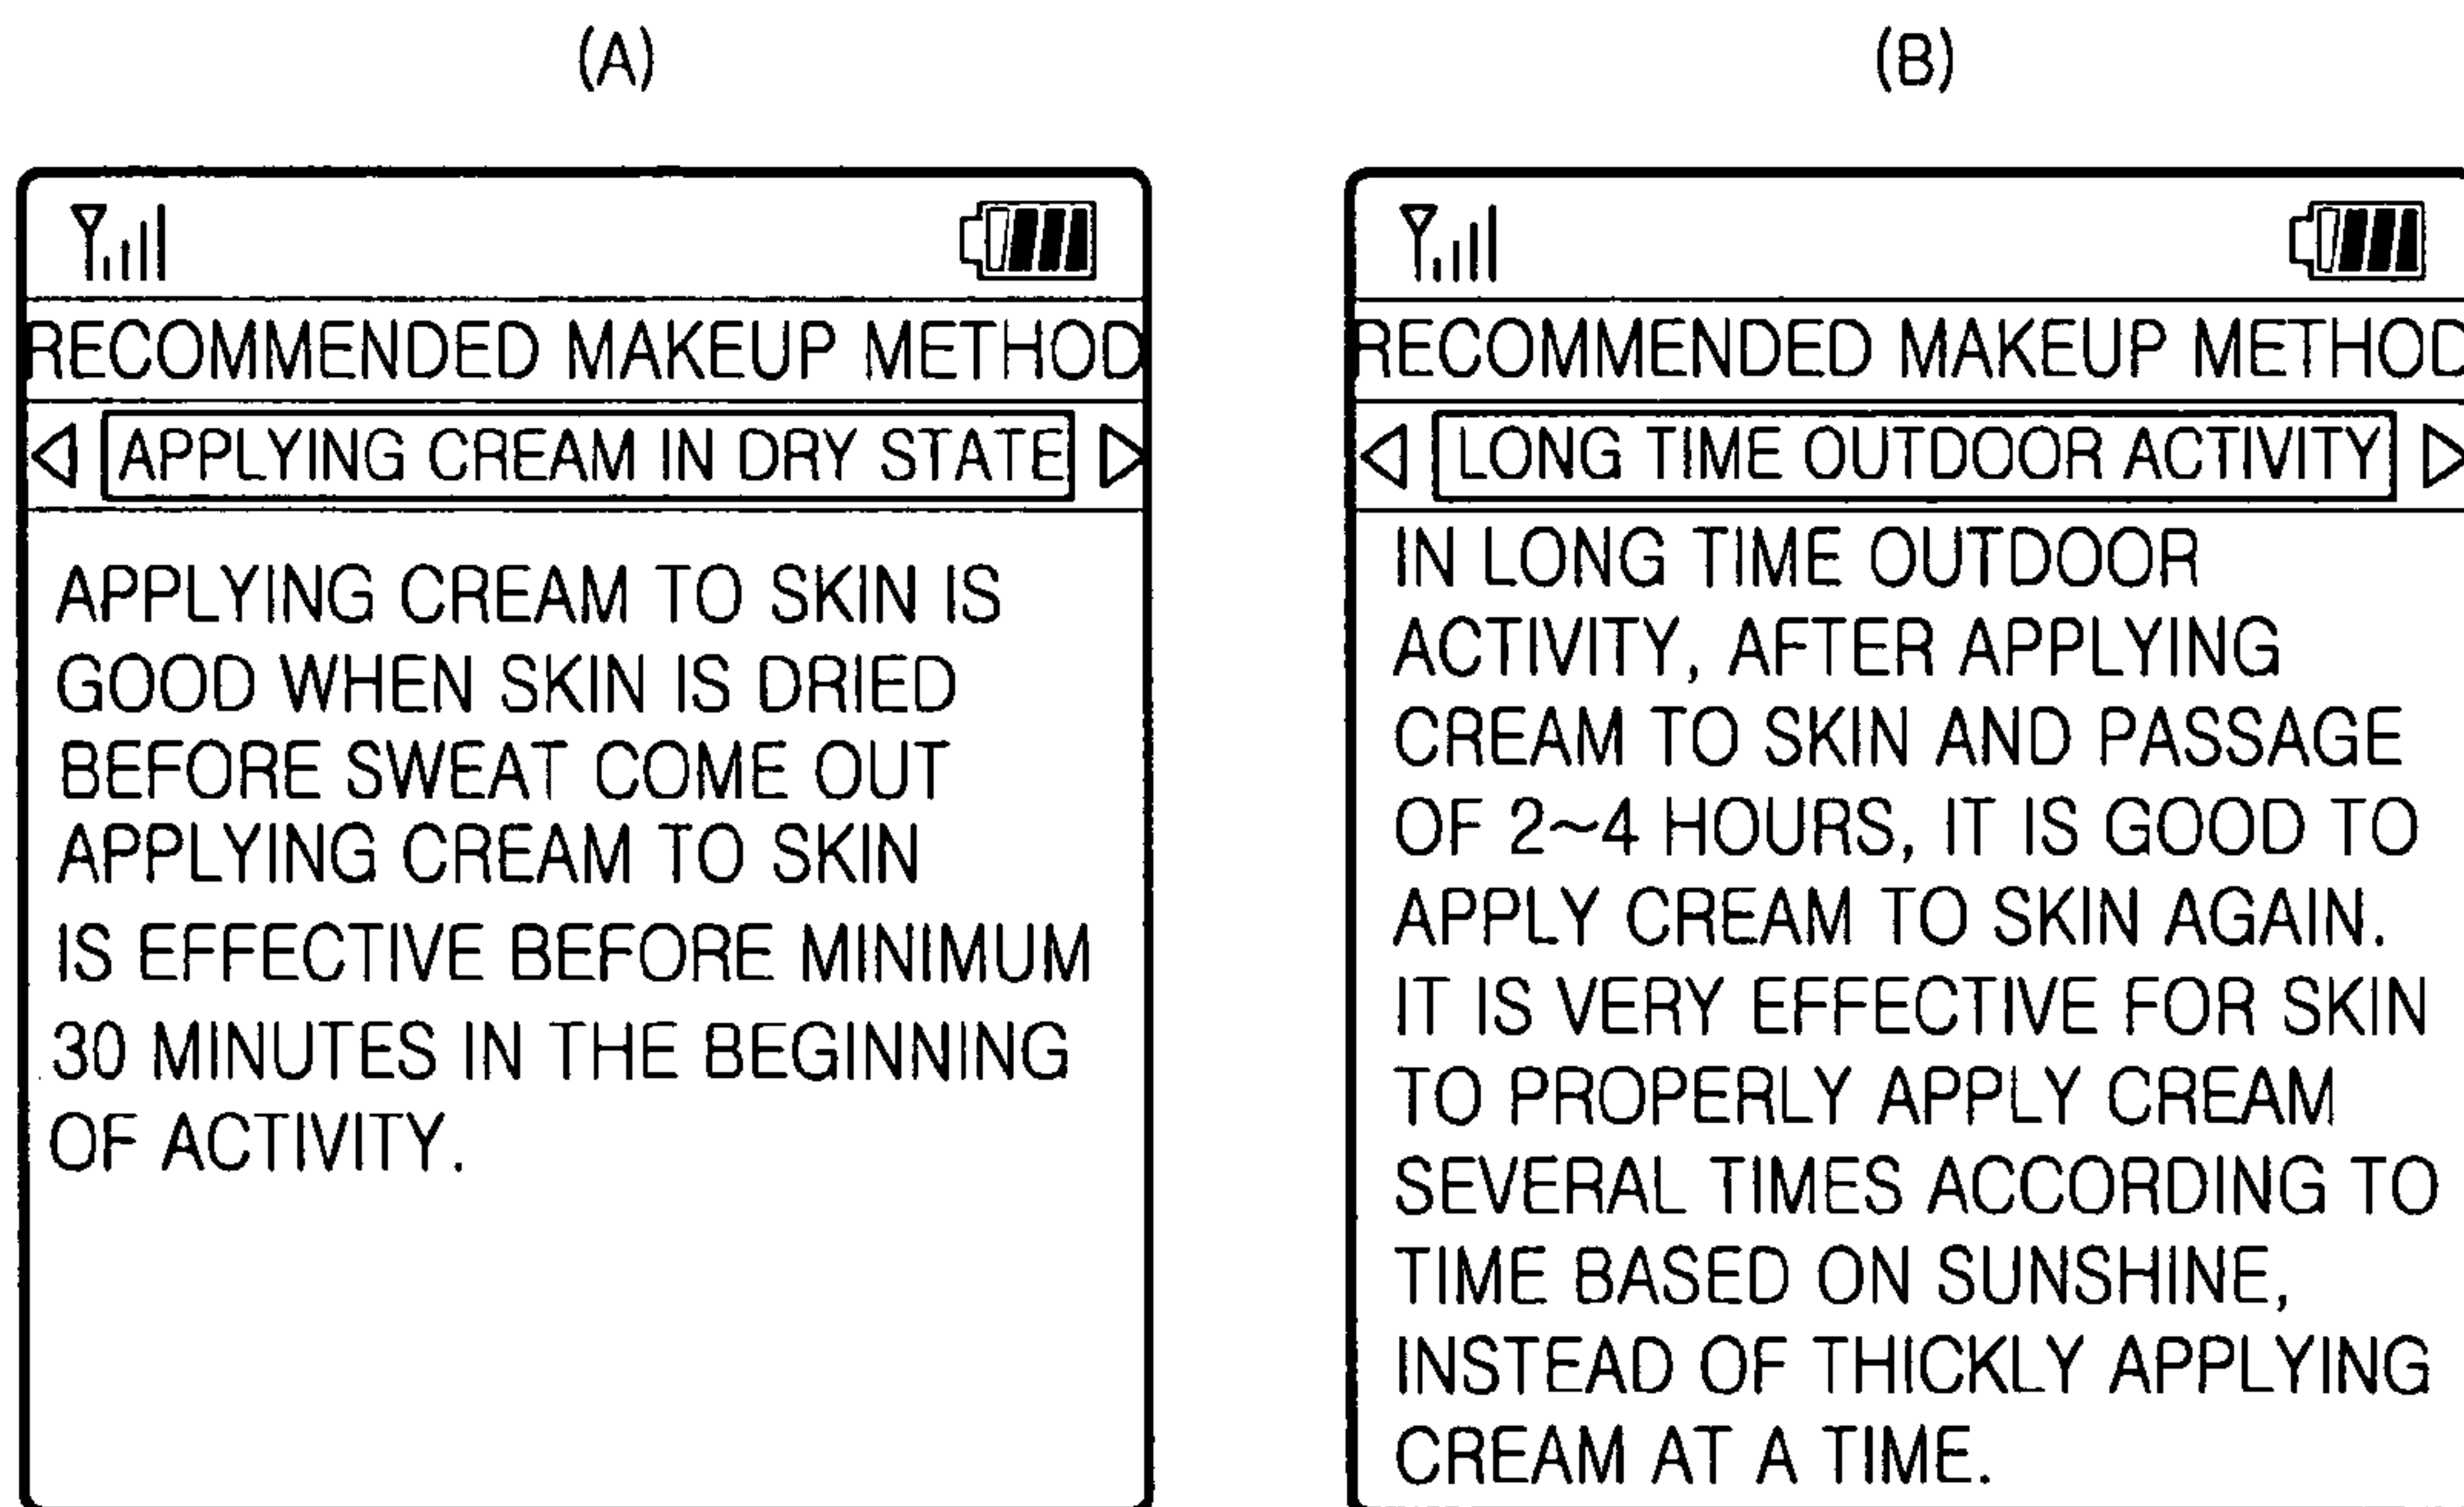 (A)
RECOMMENDED MAKEUP METHOD
APPLYING CREAM IN DRY STATE
APPLYING CREAM TO SKIN IS
GOOD WHEN SKIN IS DRIED
BEFORE SWEAT COME OUT
APPLYING CREAM TO SKIN
IS EFFECTIVE BEFORE MINIMUM
30 MINUTES IN THE BEGINNING
OF ACTIVITY.
(B)
RECOMMENDED MAKEUP METHOD
LONG TIME OUTDOOR ACTIVITY
IN LONG TIME OUTDOOR
ACTIVITY, AFTER APPLYING
CREAM TO SKIN AND PASSAGE
OF 2~4 HOURS, IT IS GOOD TO
APPLY CREAM TO SKIN AGAIN.
IT IS VERY EFFECTIVE FOR SKIN
TO PROPERLY APPLY CREAM
SEVERAL TIMES ACCORDING TO
TIME BASED ON SUNSHINE,
INSTEAD OF THICKLY APPLYING
CREAM AT A TIME.